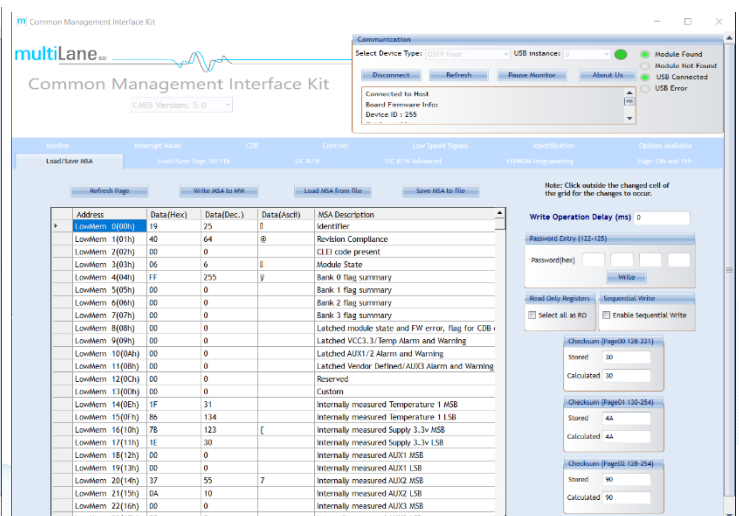 m Common Management Interface Kit
multiLane sal
Common Management Interface Kit
CMIS Version: 5.0
Communication
Select Device Type: OSFP Host USB instance: 0
Disconnect Refresh Pause Monitor About Us
Connected to Host
Board Firmware Info:
Device ID : 255
Module Found
Module Not Found
USB Connected
USB Error
Monitor Interrupt Masks CDB Controls Low Speed Signals Identification Options Available
Load/Save MSA Load/Save Page 10/11h I2C R/W I2C R/W Advanced EEPROM Programming Page 12h and 15h
Refresh Page Write MSA to HW Load MSA from file Save MSA to file
Note: Click outside the changed cell of
the grid for the changes to occur.
Address Data(Hex) Data(Dec.) Data(Ascii) MSA Description
LowMem 0(00h) 19 25 Identifier
LowMem 1(01h) 40 64 @ Revision Compliance
LowMem 2(02h) 00 0 CLEI code present
LowMem 3(03h) 06 6 Module State
LowMem 4(04h) FF 255 ÿ Bank 0 flag summary
LowMem 5(05h) 00 0 Bank 1 flag summary
LowMem 6(06h) 00 0 Bank 2 flag summary
LowMem 7(07h) 00 0 Bank 3 flag summary
LowMem 8(08h) 00 0 Latched module state and FW error, flag for CDB
LowMem 9(09h) 00 0 Latched VCC3.3/Temp Alarm and Warning
LowMem 10(0Ah) 00 0 Latched AUX1/2 Alarm and Warning
LowMem 11(0Bh) 00 0 Latched Vendor Defined/AUX3 Alarm and Warning
LowMem 12(0Ch) 00 0 Reserved
LowMem 13(0Dh) 00 0 Custom
LowMem 14(0Eh) 1F 31 Internally measured Temperature 1 MSB
LowMem 15(0Fh) 86 134 Internally measured Temperature 1 LSB
LowMem 16(10h) 7B 123 { Internally measured Supply 3.3v MSB
LowMem 17(11h) 1E 30 Internally measured Supply 3.3v LSB
LowMem 18(12h) 00 0 Internally measured AUX1 MSB
LowMem 19(13h) 00 0 Internally measured AUX1 LSB
LowMem 20(14h) 37 55 7 Internally measured AUX2 MSB
LowMem 21(15h) 0A 10 Internally measured AUX2 LSB
LowMem 22(16h) 00 0 Internally measured AUX3 MSB
Write Operation Delay (ms) 0
Password Entry (122-125)
Password(hex)
Write
Read Only Registers Sequential Write
Select all as RO Enable Sequential Write
Checksum (Page00 128-221)
Stored 30
Calculated 30
Checksum (Page01 130-254)
Stored 4A
Calculated 4A
Checksum (Page02 128-254)
Stored 90
Calculated 90